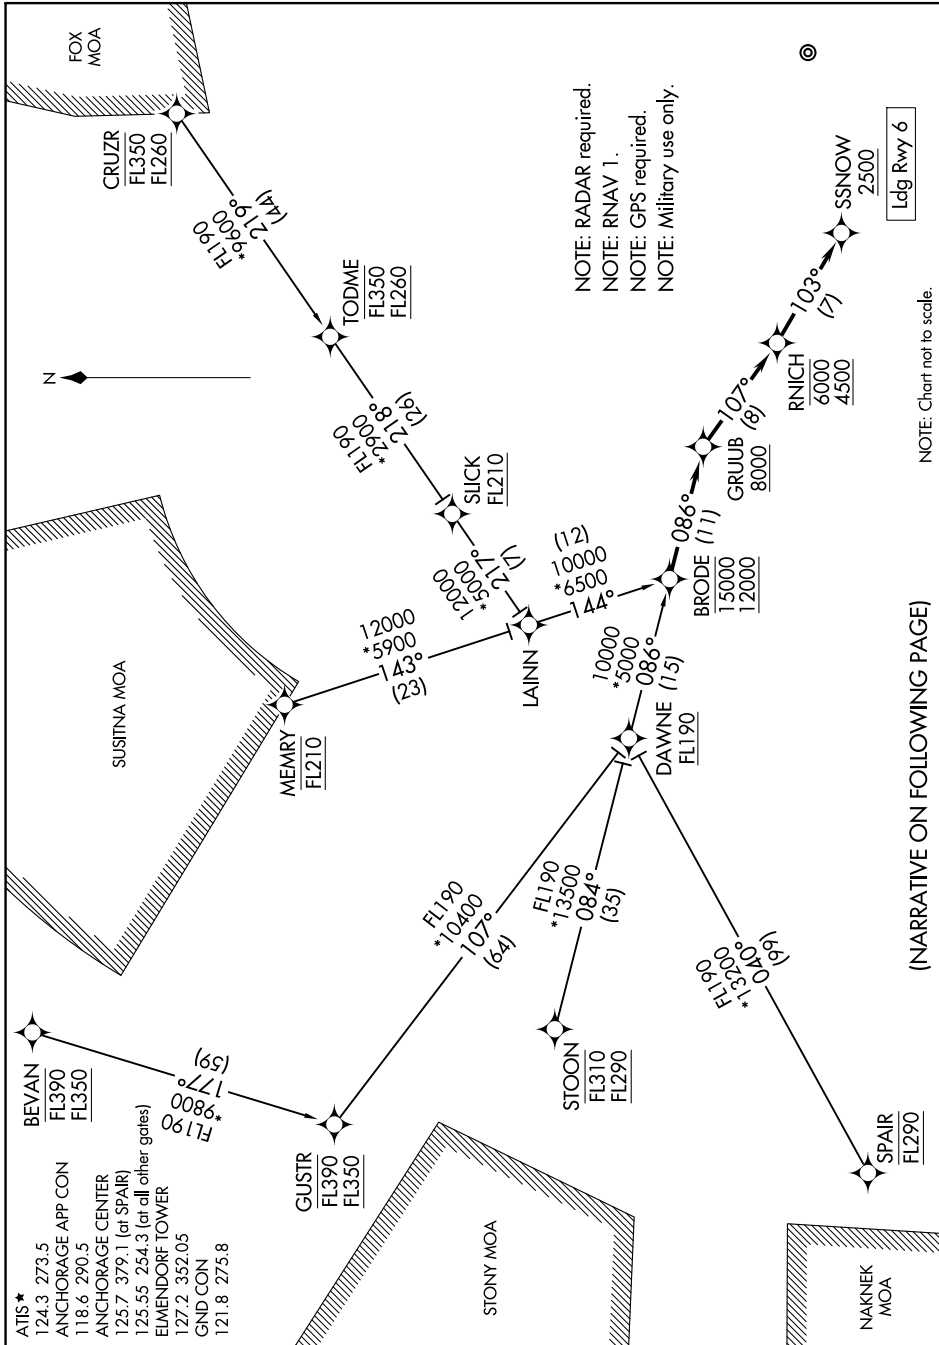 ATIS★
124.3 273.5
ANCHORAGE APP CON
118.6 290.5
ANCHORAGE CENTER
125.7 379.1 (at SPAIR)
125.55 254.3 (at all other gates)
ELMENDORF TOWER
127.2 352.05
GND CON
121.8 275.8
BEVAN
FL390
FL350
FL190
*9800
177°
(59)
GUSTR
FL390
FL350
FL190
*10400
107°
(64)
STOON
FL310
FL290
FL190
*13500
084°
(35)
SPAIR
FL290
FL190
*13200
040°
(99)
STONY MOA
NAKNEK
MOA
SUSITNA MOA
MEMRY
FL210
12000
*5900
143°
(23)
LAINN
10000
*6500
144°
(12)
DAWNE
FL190
10000
*5000
086°
(15)
BRODE
15000
12000
086°
(11)
GRUUB
8000
107°
(8)
RNICH
6000
4500
103°
(7)
SSNOW
2500
Ldg Rwy 6
SLICK
FL210
12000
*5000
217°
(7)
TODME
FL350
FL260
FL190
*2900
218°
(26)
CRUZR
FL350
FL260
FL190
*9600
219°
(44)
FOX
MOA
N
NOTE: RADAR required.
NOTE: RNAV 1.
NOTE: GPS required.
NOTE: Military use only.
NOTE: Chart not to scale.
(NARRATIVE ON FOLLOWING PAGE)